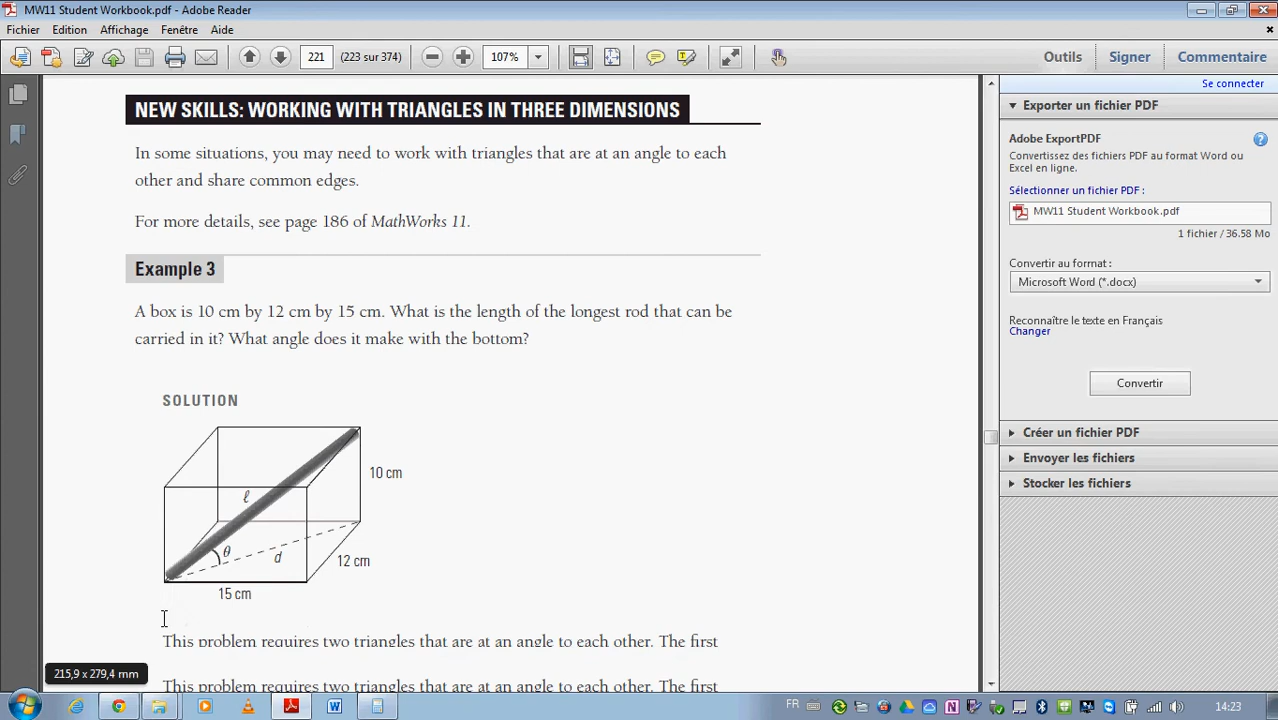 MW11 Student Workbook.pdf - Adobe Reader
Fichier Edition Affichage Fenêtre Aide
221 (223 sur 374) 107% Outils Signer Commentaire
Se connecter
NEW SKILLS: WORKING WITH TRIANGLES IN THREE DIMENSIONS
In some situations, you may need to work with triangles that are at an angle to each
other and share common edges.
For more details, see page 186 of MathWorks 11.
Example 3
A box is 10 cm by 12 cm by 15 cm. What is the length of the longest rod that can be
carried in it? What angle does it make with the bottom?
SOLUTION
10 cm
ℓ
θ
d
12 cm
15 cm
This problem requires two triangles that are at an angle to each other. The first
This problem requires two triangles that are at an angle to each other. The first
215,9 x 279,4 mm
Exporter un fichier PDF
Adobe ExportPDF
Convertissez des fichiers PDF au format Word ou
Excel en ligne.
Sélectionner un fichier PDF :
MW11 Student Workbook.pdf
1 fichier / 36.58 Mo
Convertir au format :
Microsoft Word (*.docx)
Reconnaître le texte en Français
Changer
Convertir
Créer un fichier PDF
Envoyer les fichiers
Stocker les fichiers
FR 14:23